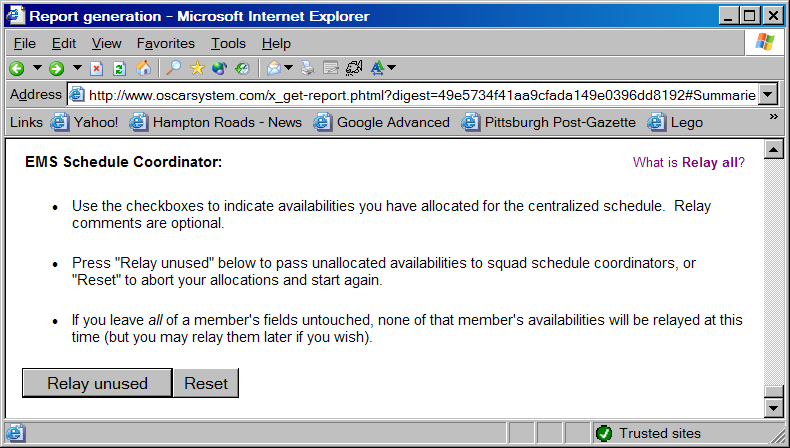 Report generation - Microsoft Internet Explorer
File Edit View Favorites Tools Help
Address http://www.oscarsystem.com/x_get-report.phtml?digest=49e5734f41aa9cfada149e0396dd8192#Summarie
Links Yahoo! Hampton Roads - News Google Advanced Pittsburgh Post-Gazette Lego »
EMS Schedule Coordinator: What is Relay all?
• Use the checkboxes to indicate availabilities you have allocated for the centralized schedule. Relay
comments are optional.
• Press "Relay unused" below to pass unallocated availabilities to squad schedule coordinators, or
"Reset" to abort your allocations and start again.
• If you leave all of a member's fields untouched, none of that member's availabilities will be relayed at this
time (but you may relay them later if you wish).
Relay unused Reset
Trusted sites